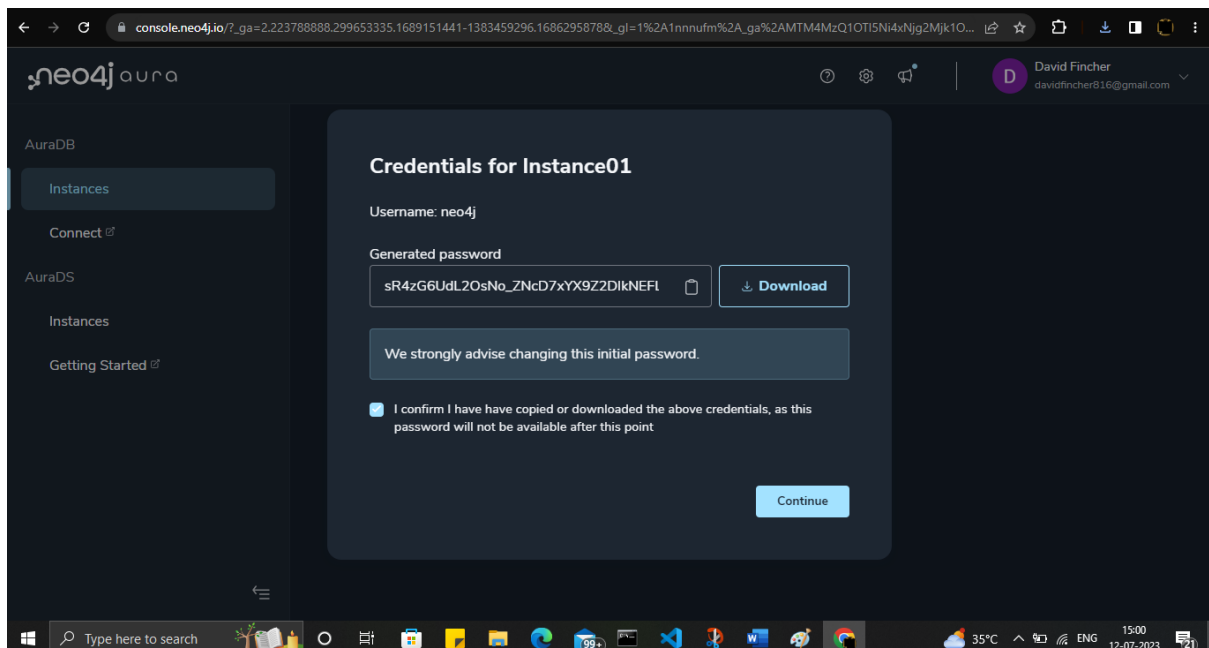 console.neo4j.io/?_ga=2.223788888.299653335.1689151441-1383459296.1686295878&_gl=1%2A1nnnufm%2A_ga%2AMTM4MzQ1OTI5Ni4xNjg2Mjk1O...
neo4j aura
D
David Fincher
davidfincher816@gmail.com
AuraDB
Instances
Connect
AuraDS
Instances
Getting Started
Credentials for Instance01
Username: neo4j
Generated password
sR4zG6UdL2OsNo_ZNcD7xYX9Z2DIkNEFL
Download
We strongly advise changing this initial password.
I confirm I have have copied or downloaded the above credentials, as this
password will not be available after this point
Continue
Type here to search
99+
35°C
ENG
15:00
12-07-2023
21